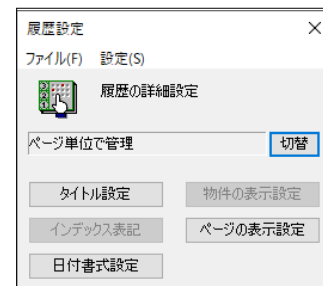 履歴設定
ファイル(F) 設定(S)
履歴の詳細設定
ページ単位で管理 切替
タイトル設定 物件の表示設定
インデックス表記 ページの表示設定
日付書式設定